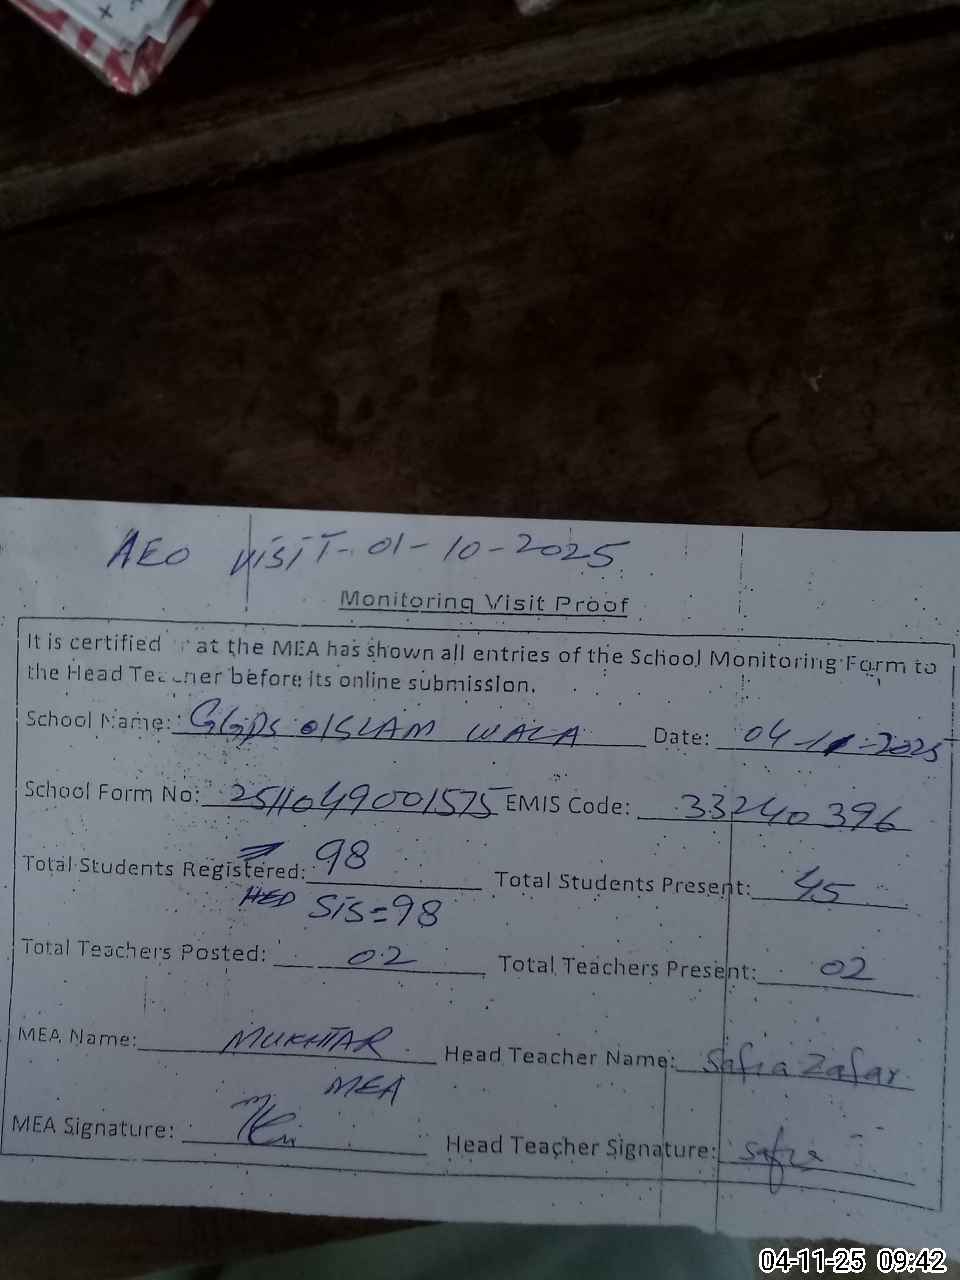 AEO VISIT- 01-10-2025
Monitoring Visit Proof
It is certified at the MEA has shown all entries of the School Monitoring Form to
the Head Teacher before its online submission.
School Name: GGPS ISLAM WALA Date: 04-11-2025
School Form No: 2511049001575 EMIS Code: 33240396
Total Students Registered: 98 Total Students Present: 45
HED SIS=98
Total Teachers Posted: 02 Total Teachers Present: 02
MEA Name: MUKHTAR Head Teacher Name: Safia Zafar
MEA
MEA Signature: Head Teacher Signature: Safia
04-11-25 09:42